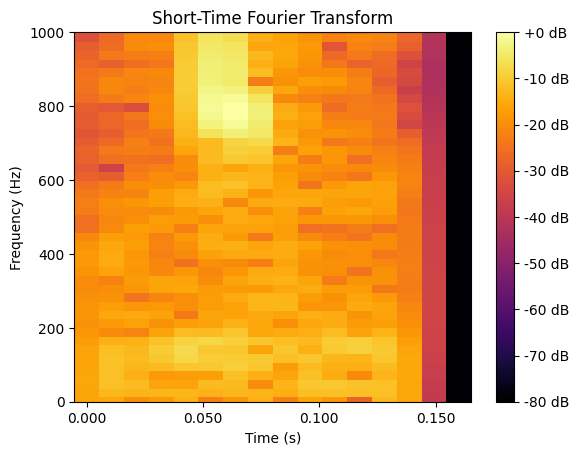 Short-Time Fourier Transform
1000
800
600
400
200
0
Frequency (Hz)
0.000
0.050
0.100
0.150
Time (s)
+0 dB
-10 dB
-20 dB
-30 dB
-40 dB
-50 dB
-60 dB
-70 dB
-80 dB